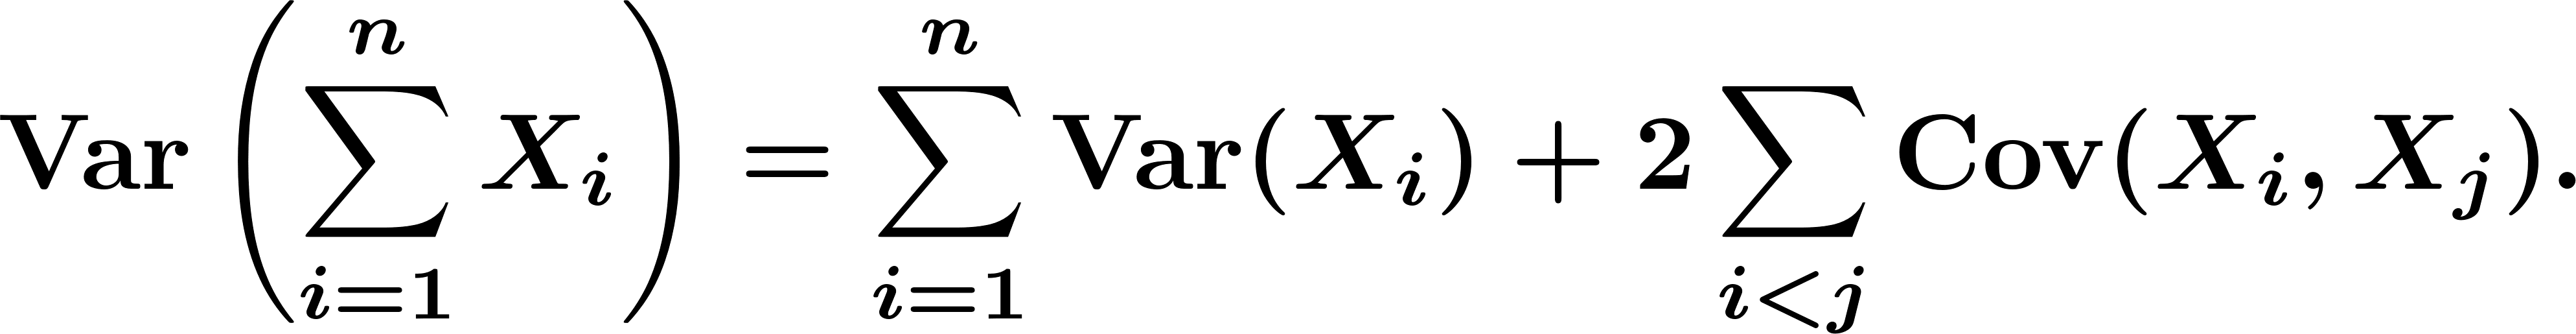 Var(∑_{i=1}^{n} X_i) = ∑_{i=1}^{n} Var(X_i) + 2 ∑_{i<j} Cov(X_i, X_j).